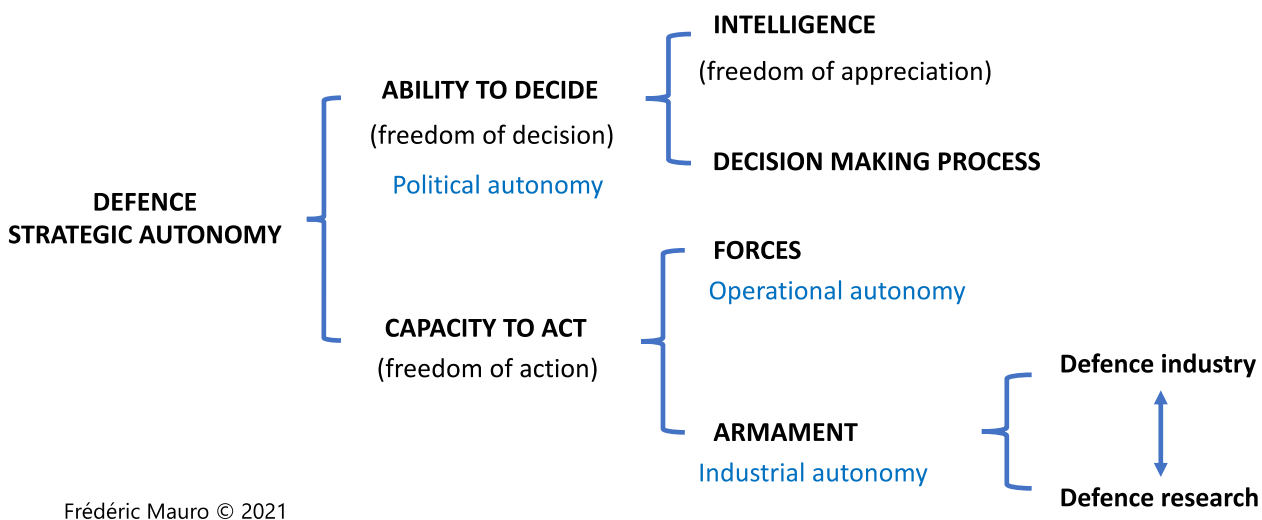 DEFENCE
STRATEGIC AUTONOMY
ABILITY TO DECIDE
(freedom of decision)
Political autonomy
INTELLIGENCE
(freedom of appreciation)
DECISION MAKING PROCESS
CAPACITY TO ACT
(freedom of action)
FORCES
Operational autonomy
ARMAMENT
Industrial autonomy
Defence industry
Defence research
Frédéric Mauro © 2021